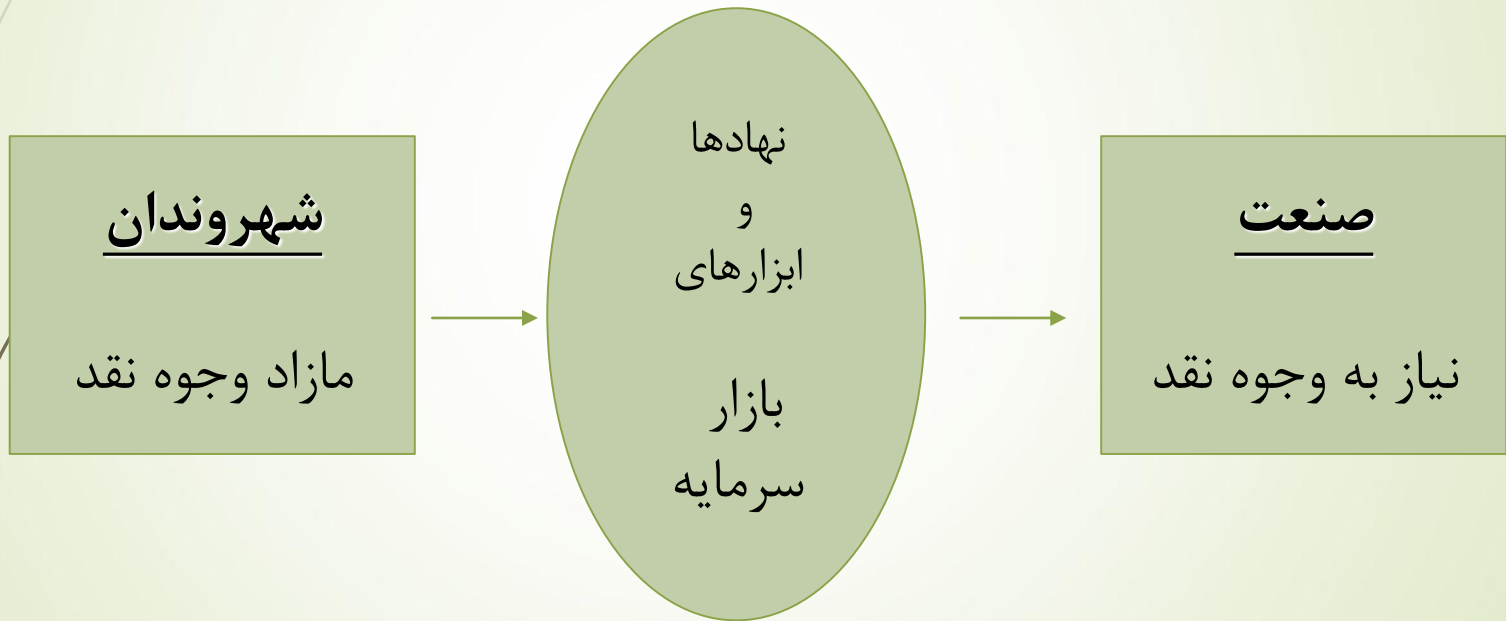 شهروندان
مازاد وجوه نقد
نهادها
و
ابزارهای
بازار
سرمایه
صنعت
نیاز به وجوه نقد